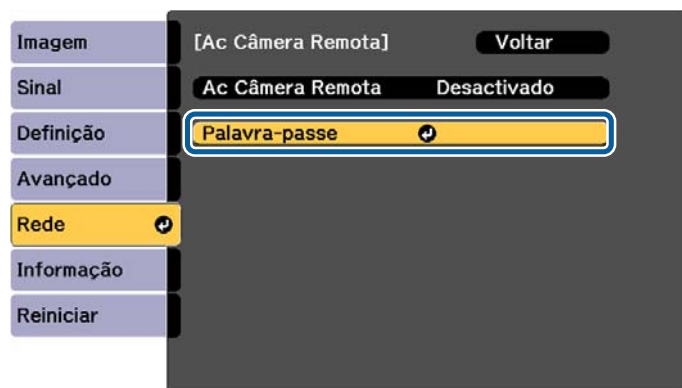 Imagem
Sinal
Definição
Avançado
Rede
Informação
Reiniciar
[Ac Câmera Remota] Voltar
Ac Câmera Remota Desactivado
Palavra-passe